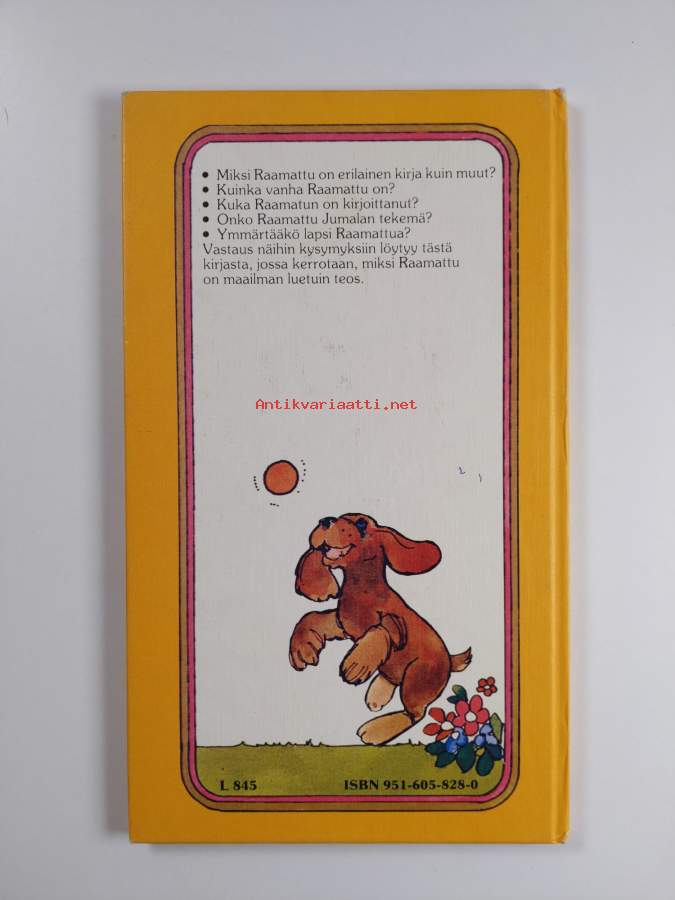 • Miksi Raamattu on erilainen kirja kuin muut?
• Kuinka vanha Raamattu on?
• Kuka Raamatun on kirjoittanut?
• Onko Raamattu Jumalan tekemä?
• Ymmärtääkö lapsi Raamattua?
Vastaus näihin kysymyksiin löytyy tästä
kirjasta, jossa kerrotaan, miksi Raamattu
on maailman luetuin teos.
Antikvariaatti.net
L 845 ISBN 951-605-828-0